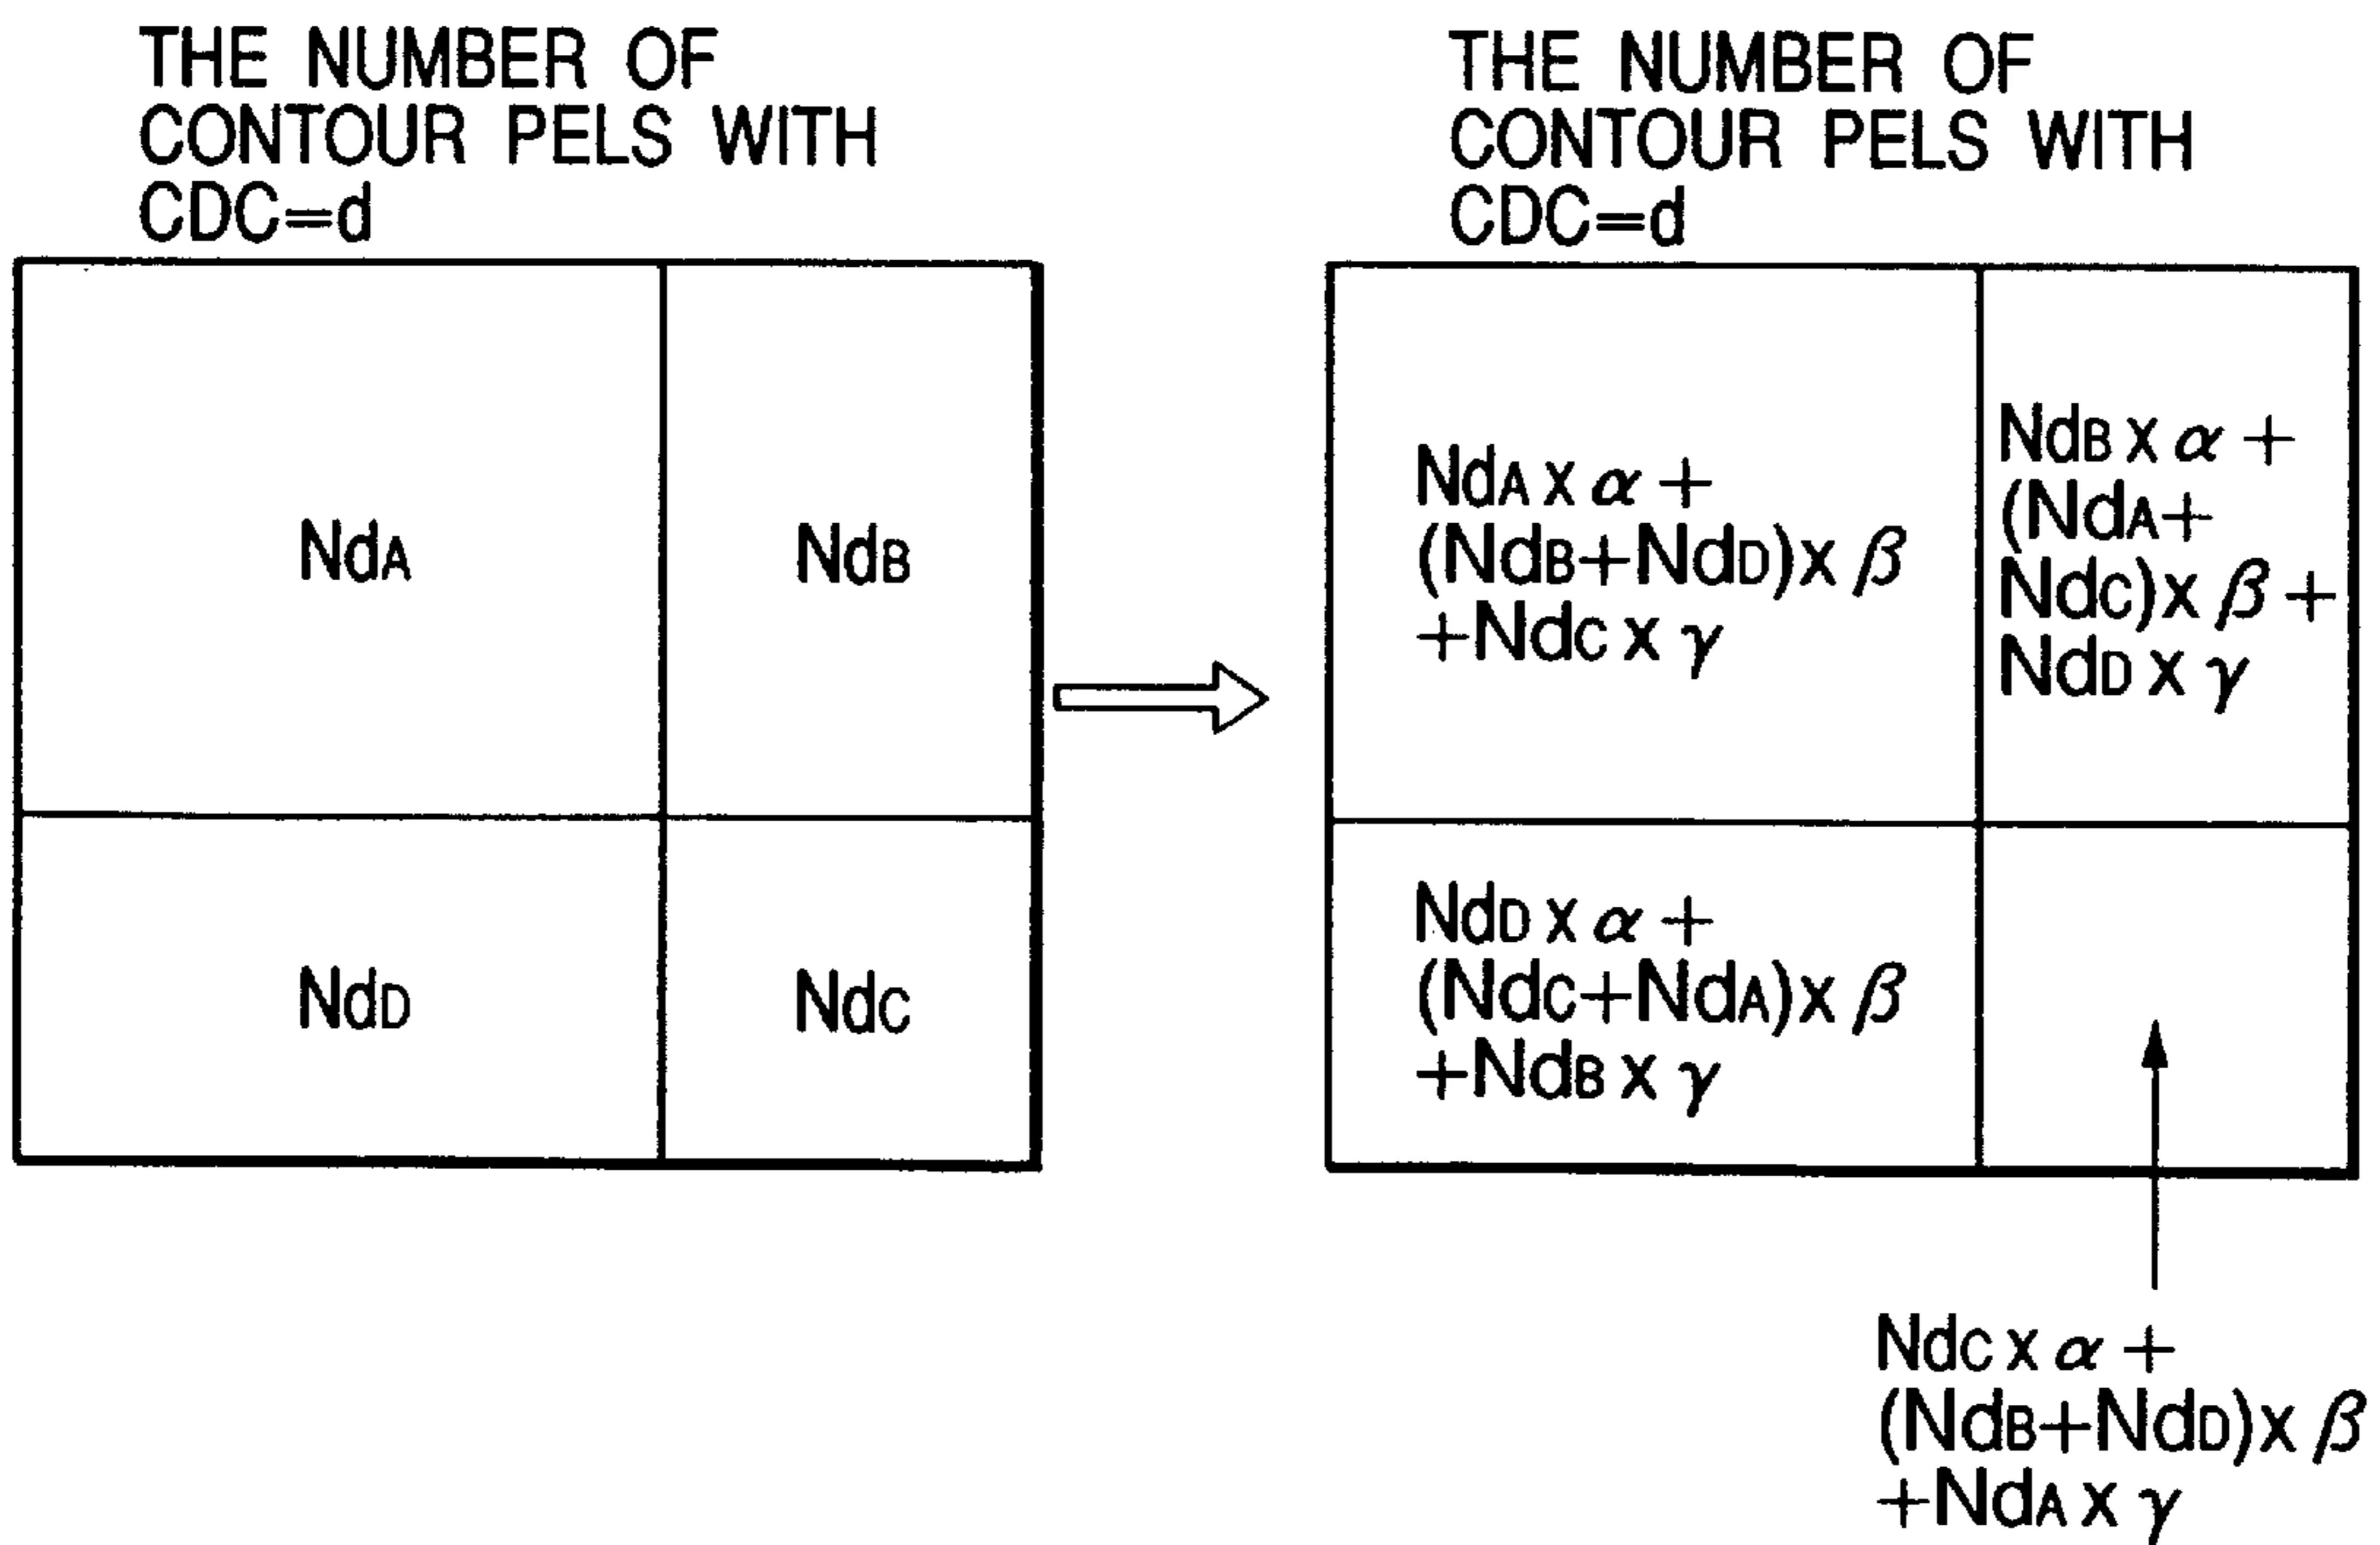 THE NUMBER OF
CONTOUR PELS WITH
CDC=d
NdA
NdB
NdD
NdC
THE NUMBER OF
CONTOUR PELS WITH
CDC=d
NdA x α +
(NdB+NdD)x β
+NdC x γ
NdB x α +
(NdA+
NdC)x β +
NdD x γ
NdD x α +
(NdC+NdA)x β
+NdB x γ
NdC x α +
(NdB+NdD)x β
+NdA x γ